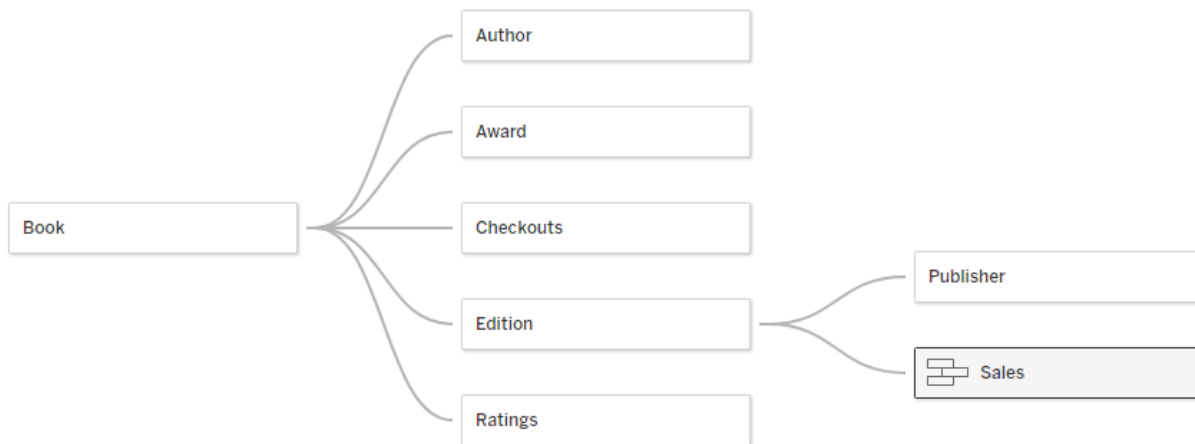 Author
Award
Book
Checkouts
Publisher
Edition
Sales
Ratings